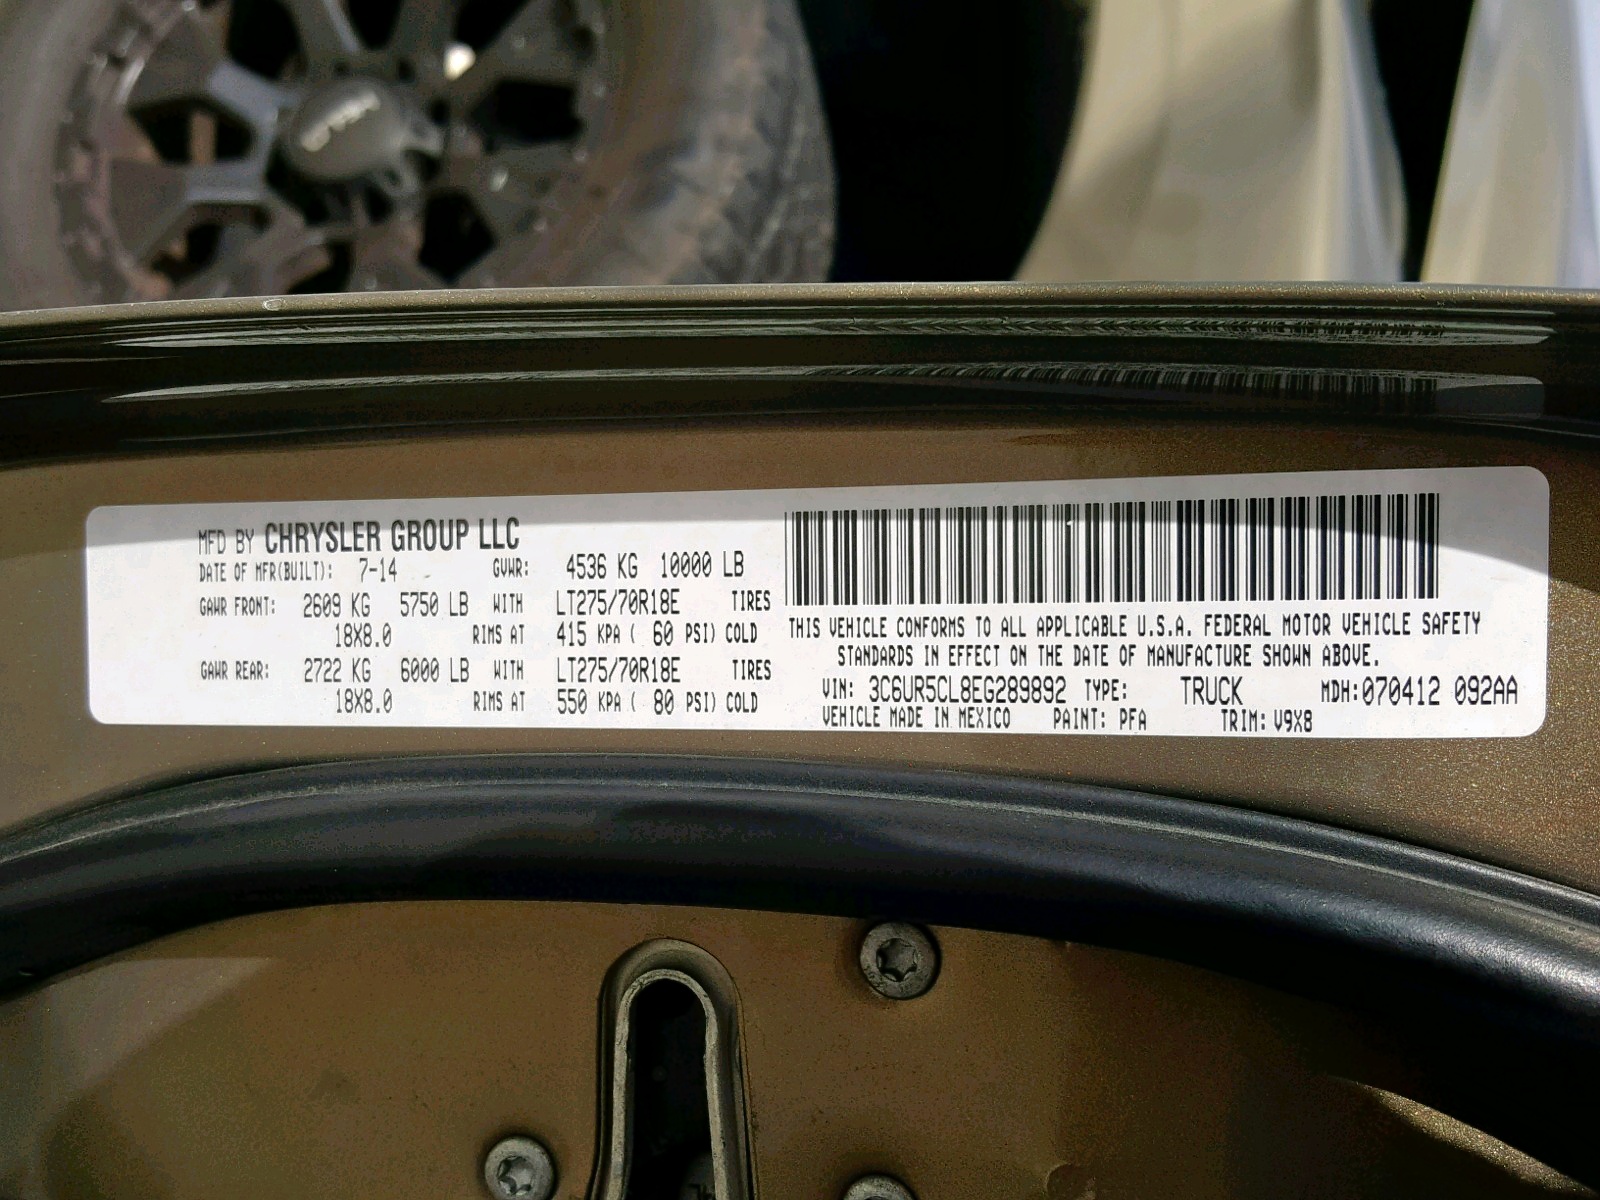 MFD BY CHRYSLER GROUP LLC
DATE OF MFR(BUILT): 7-14 GVWR: 4536 KG 10000 LB
GAWR FRONT: 2609 KG 5750 LB WITH LT275/70R18E TIRES
18X8.0 RIMS AT 415 KPA ( 60 PSI) COLD
GAWR REAR: 2722 KG 6000 LB WITH LT275/70R18E TIRES
18X8.0 RIMS AT 550 KPA ( 80 PSI) COLD
THIS VEHICLE CONFORMS TO ALL APPLICABLE U.S.A. FEDERAL MOTOR VEHICLE SAFETY
STANDARDS IN EFFECT ON THE DATE OF MANUFACTURE SHOWN ABOVE.
VIN: 3C6UR5CL8EG289892 TYPE: TRUCK MDH:070412 092AA
VEHICLE MADE IN MEXICO PAINT: PFA TRIM: V9X8